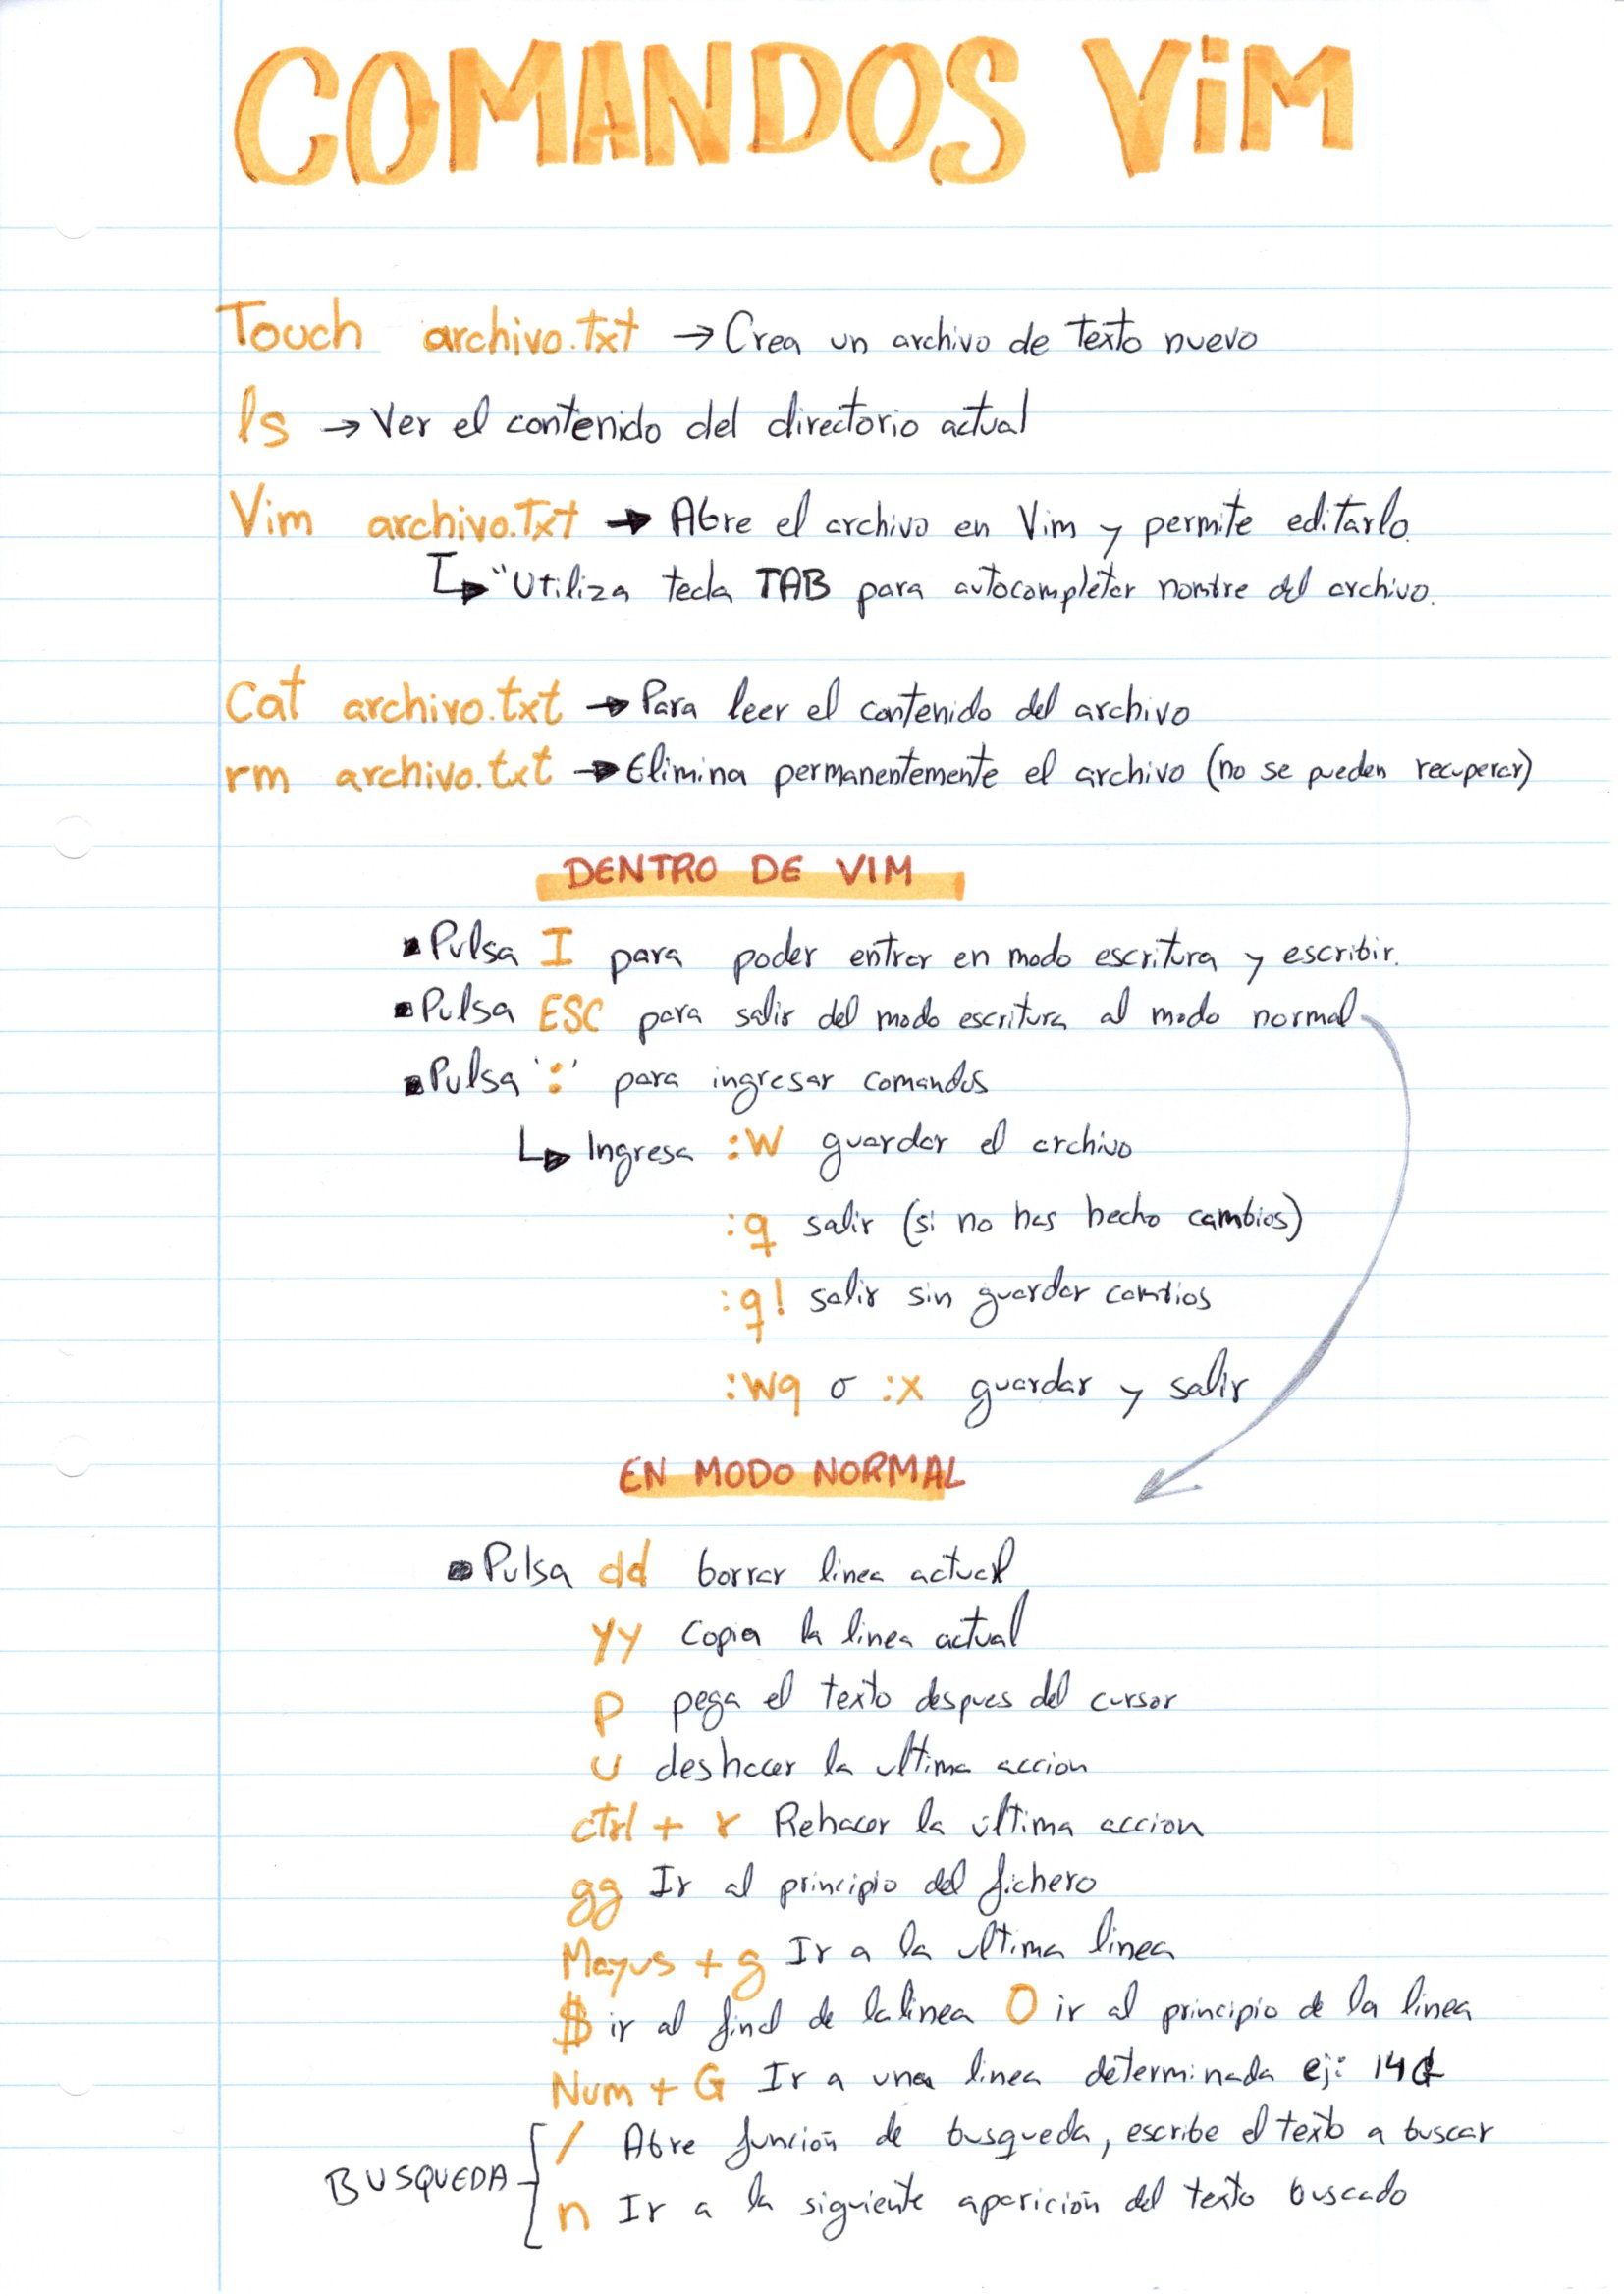 COMANDOS ViM
Touch archivo.txt → Crea un archivo de texto nuevo
ls → Ver el contenido del directorio actual
Vim archivo.txt → Abre el archivo en Vim y permite editarlo.
↳ "Utiliza tecla TAB para autocompletar nombre del archivo.
Cat archivo.txt → Para leer el contenido del archivo
rm archivo.txt → Elimina permanentemente el archivo (no se pueden recuperar)
DENTRO DE VIM
▪ Pulsa I para poder entrar en modo escritura y escribir.
▪ Pulsa ESC para salir del modo escritura al modo normal
▪ Pulsa ':' para ingresar comandos
↳ Ingresa :W guardar el archivo
:q salir (si no has hecho cambios)
:q! salir sin guardar cambios
:Wq o :x guardar y salir
EN MODO NORMAL
▪ Pulsa dd borrar linea actual
yy Copia la linea actual
P pega el texto despues del cursor
U deshacer la ultima accion
ctrl + r Rehacer la última accion
gg Ir al principio del fichero
Mayus + g Ir a la ultima linea
$ ir al final de la linea 0 ir al principio de la linea
Num + G Ir a una linea determinada ej: 14G
BUSQUEDA
/ Abre función de busqueda, escribe el texto a buscar
n Ir a la siguiente aparición del texto buscado